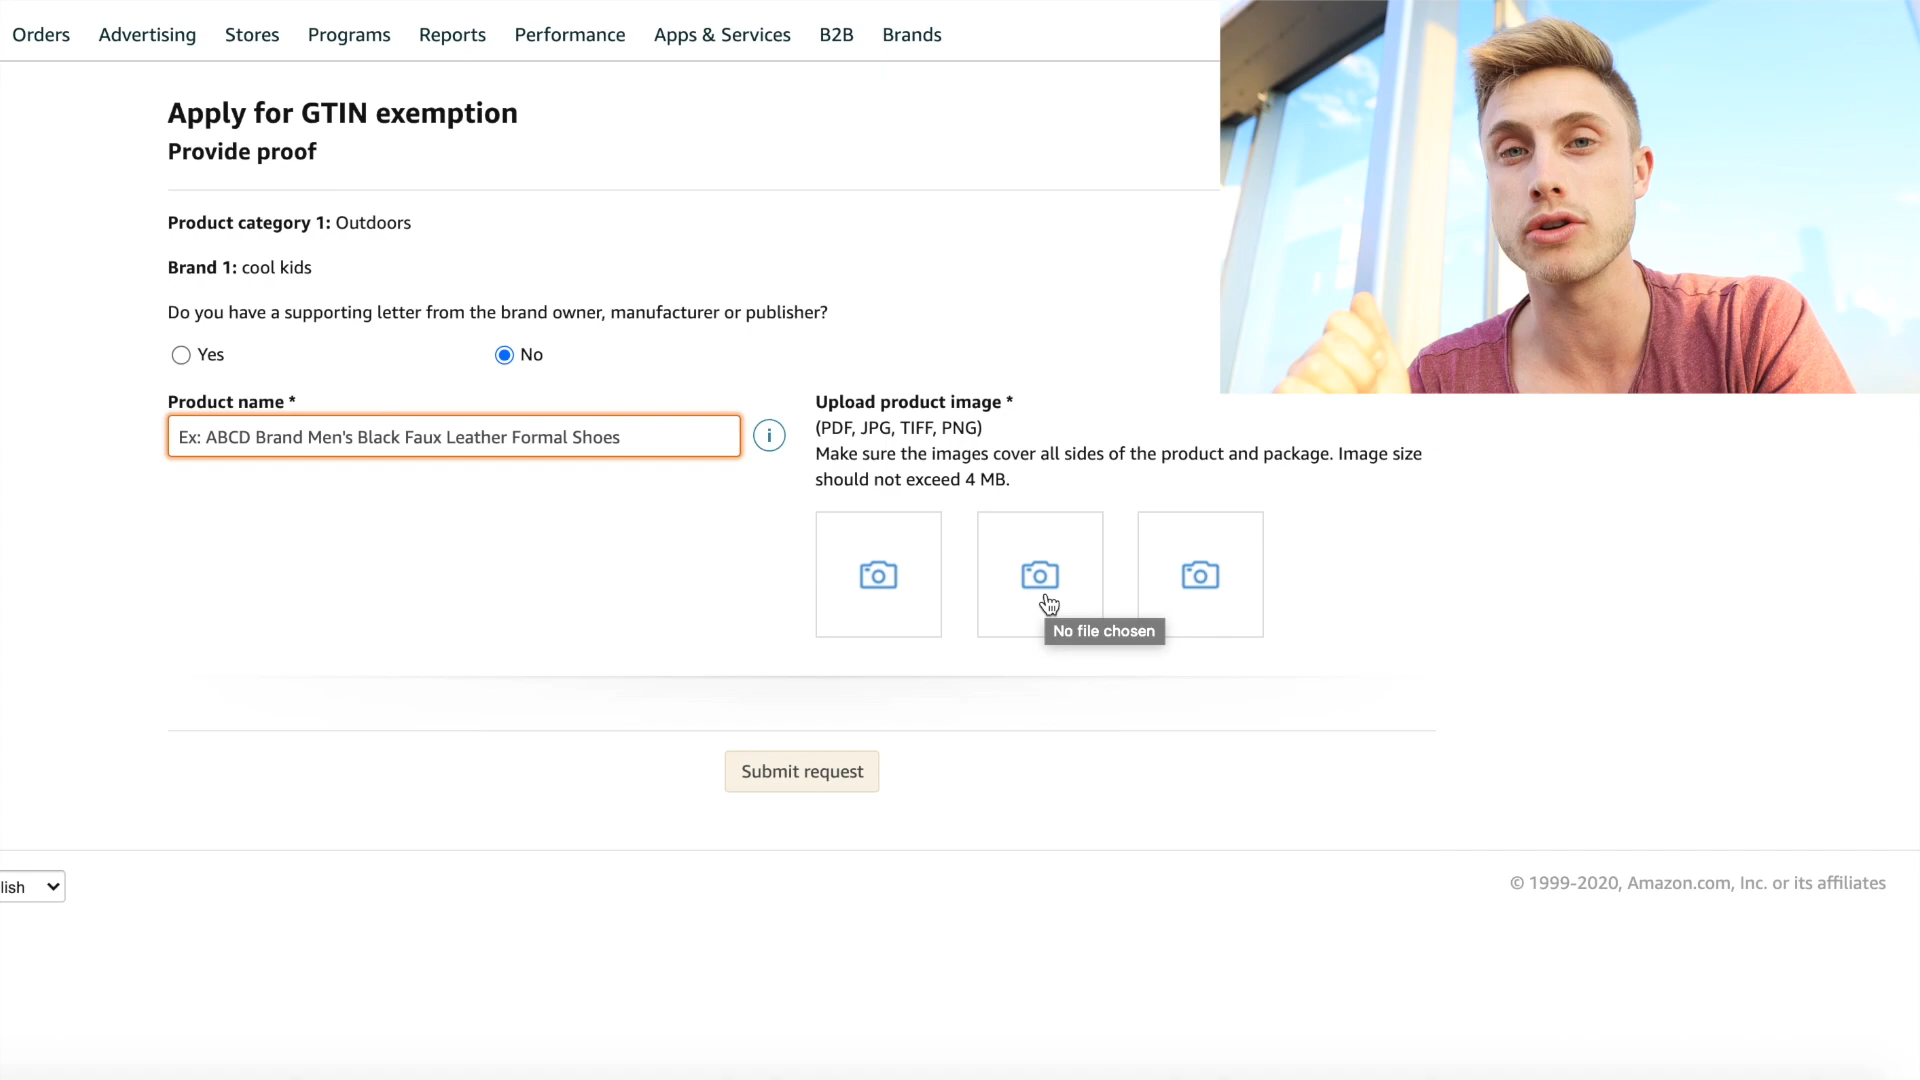 Orders Advertising Stores Programs Reports Performance Apps & Services B2B Brands
Apply for GTIN exemption
Provide proof
Product category 1: Outdoors
Brand 1: cool kids
Do you have a supporting letter from the brand owner, manufacturer or publisher?
Yes No
Product name *
Ex: ABCD Brand Men's Black Faux Leather Formal Shoes
i
Upload product image *
(PDF, JPG, TIFF, PNG)
Make sure the images cover all sides of the product and package. Image size
should not exceed 4 MB.
No file chosen
Submit request
lish
© 1999-2020, Amazon.com, Inc. or its affiliates